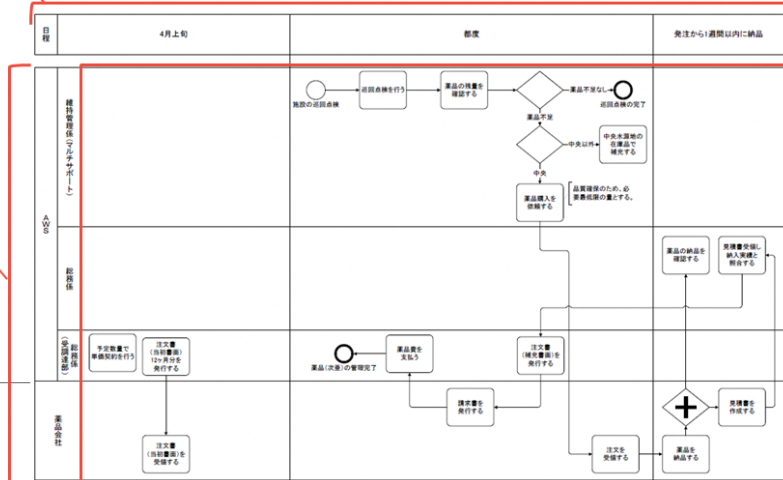 日程
4月上旬
都度
発注から1週間以内に納品
AWS
維持管理係(マルチサポート)
施設の巡回点検
巡回点検を行う
薬品の残量を
確認する
薬品不足なし
巡回点検の完了
薬品不足
中央以外
中央水源地の
在庫品で
補充する
中央
薬品購入を
依頼する
品質確保のため、必
要最低限の量とする。
総務係
薬品の納品を
確認する
見積書受領し
納入実績と
照合する
総務係
(受調達部)
予定数量で
単価契約を行う
注文書
(当初書面)
12ヶ月分を
発行する
薬品(次亜)の管理完了
薬品費を
支払う
注文書
(補充書面)を
発行する
薬品会社
請求書を
発行する
見積書を
作成する
注文書
(当初書面)を
受領する
注文を
受領する
薬品を
納品する